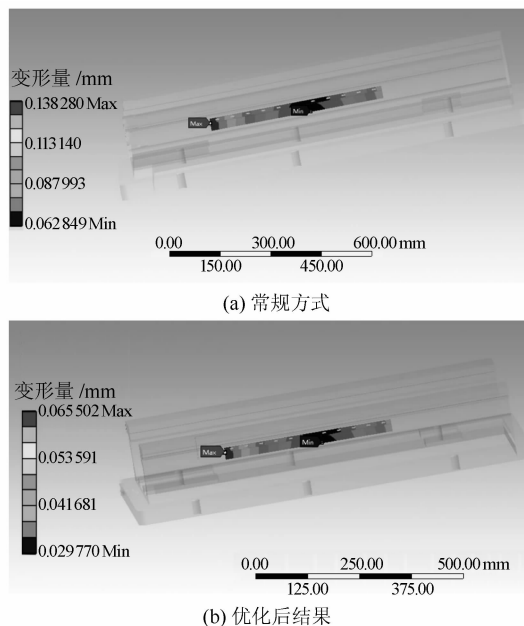 变形量 /mm
0.138280 Max
0.113140
0.087993
0.062849 Min
Max
Min
0.00 300.00 600.00 mm
150.00 450.00
(a) 常规方式
变形量 /mm
0.065502 Max
0.053591
0.041681
0.029770 Min
Max
Min
0.00 250.00 500.00 mm
125.00 375.00
(b) 优化后结果